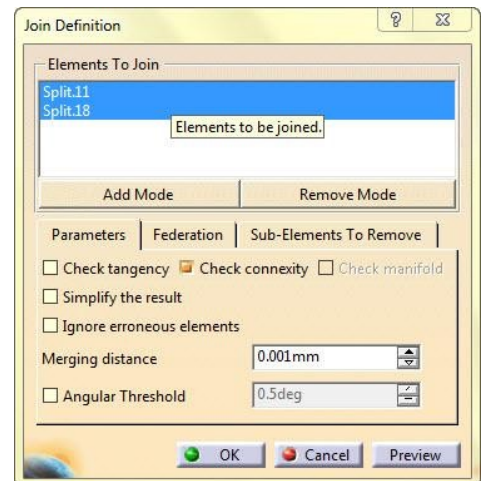 Join Definition
Elements To Join
Split.11
Split.18
Elements to be joined.
Add Mode Remove Mode
Parameters Federation Sub-Elements To Remove
Check tangency Check connexity Check manifold
Simplify the result
Ignore erroneous elements
Merging distance 0.001mm
Angular Threshold 0.5deg
OK Cancel Preview